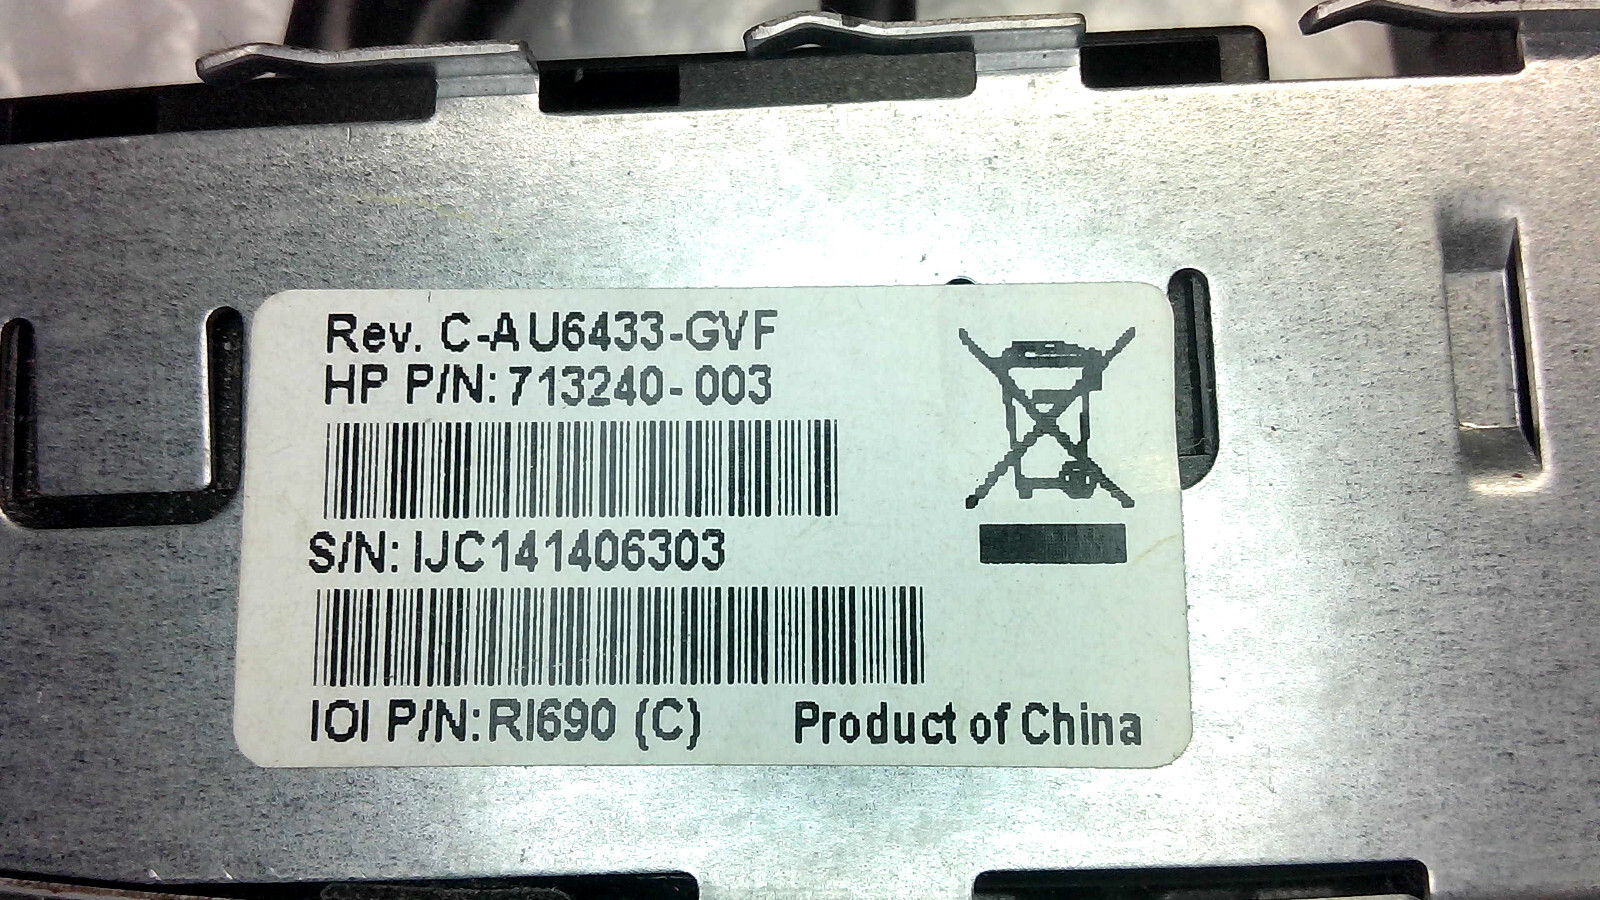 Rev. C-AU6433-GVF
HP P/N: 713240-003
S/N: IJC141406303
IOI P/N: RI690 (C)
Product of China